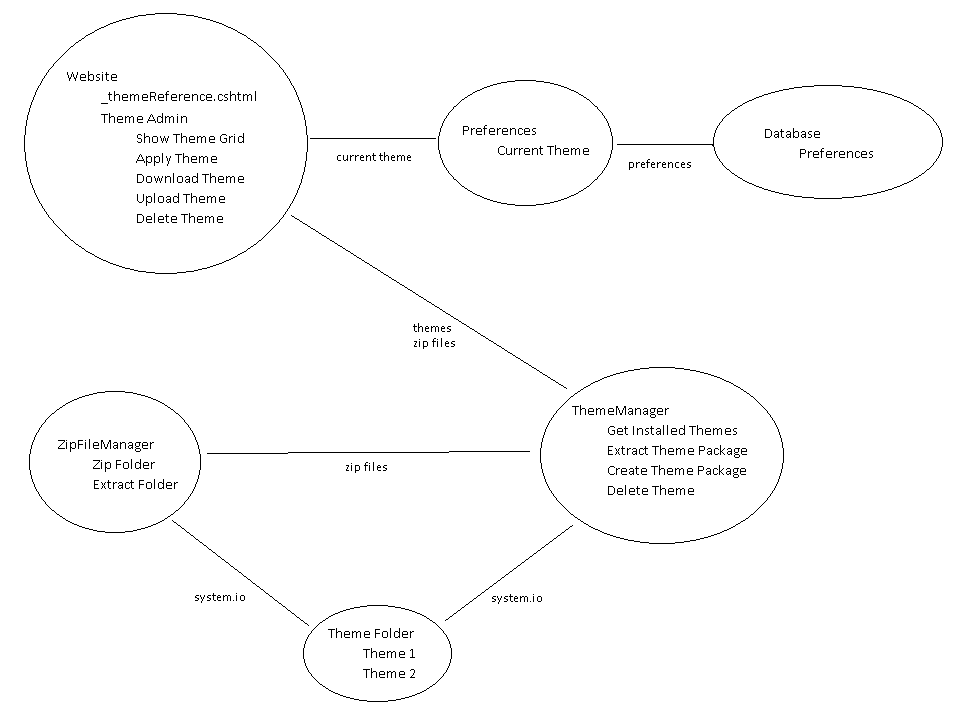 Website
_themeReference.cshtml
Theme Admin
Show Theme Grid
Apply Theme
Download Theme
Upload Theme
Delete Theme
current theme
Preferences
Current Theme
preferences
Database
Preferences
themes
zip files
ZipFileManager
Zip Folder
Extract Folder
zip files
ThemeManager
Get Installed Themes
Extract Theme Package
Create Theme Package
Delete Theme
system.io
system.io
Theme Folder
Theme 1
Theme 2